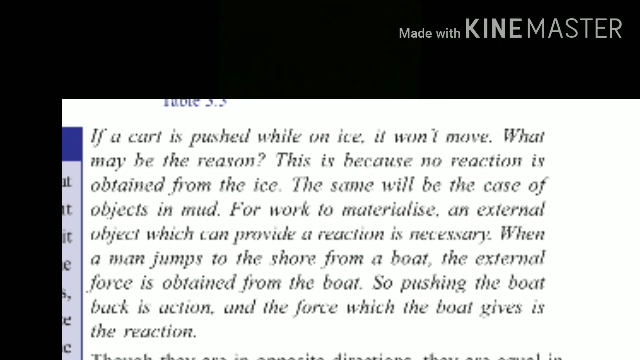 Made with KINEMASTER
Table 3.3
If a cart is pushed while on ice, it won't move. What
may be the reason? This is because no reaction is
obtained from the ice. The same will be the case of
objects in mud. For work to materialise, an external
object which can provide a reaction is necessary. When
a man jumps to the shore from a boat, the external
force is obtained from the boat. So pushing the boat
back is action, and the force which the boat gives is
the reaction.
Though they are in opposite directions, they are equal in